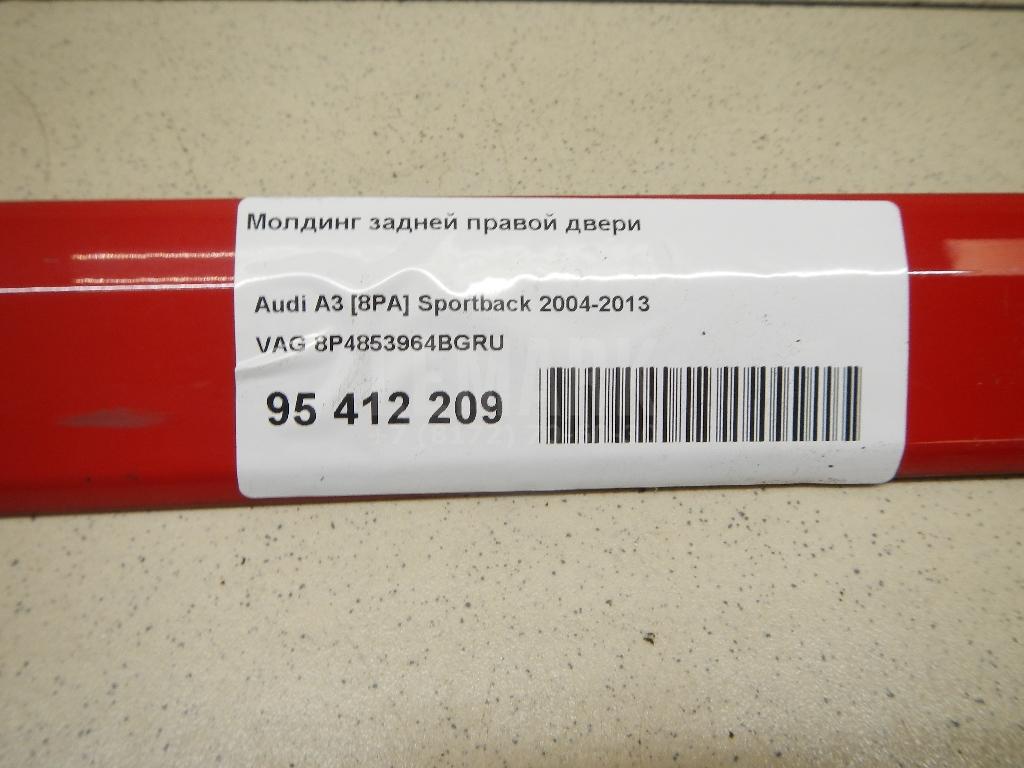 Молдинг задней правой двери
Audi A3 [8PA] Sportback 2004-2013
VAG 8P4853964BGRU
95 412 209